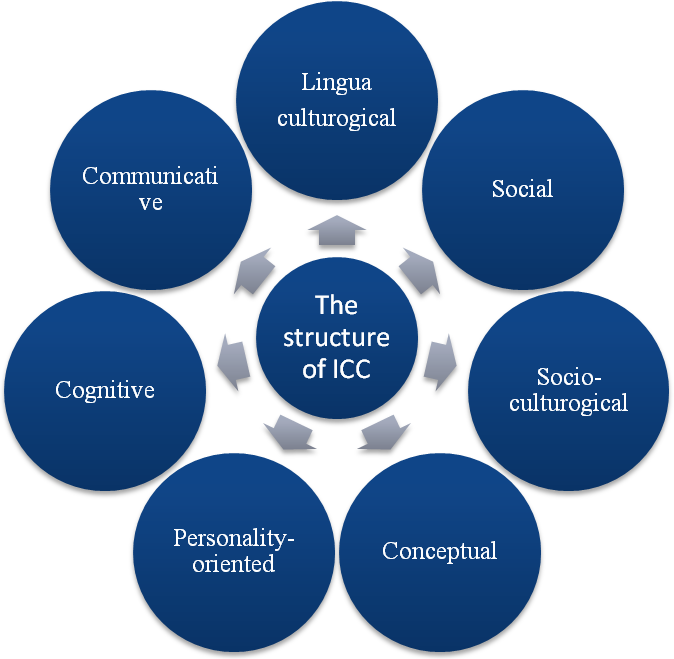 Lingua
culturogical
Social
Socio-
culturogical
Conceptual
Personality-
oriented
Cognitive
Communicati
ve
The
structure
of ICC